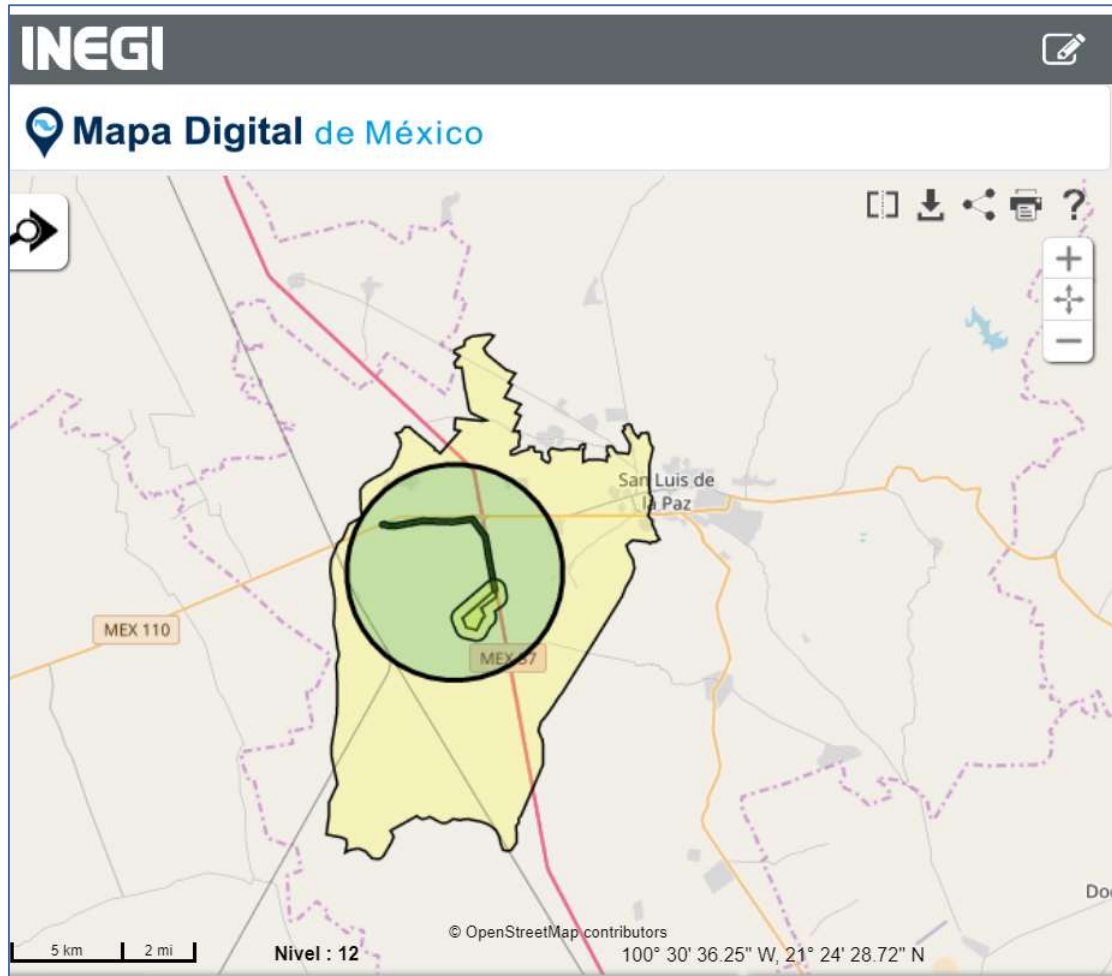 INEGI
Mapa Digital de México
?
+
−
San Luis de
la Paz
MEX 110
MEX 57
Do
© OpenStreetMap contributors
5 km 2 mi Nivel : 12 100° 30' 36.25" W, 21° 24' 28.72" N